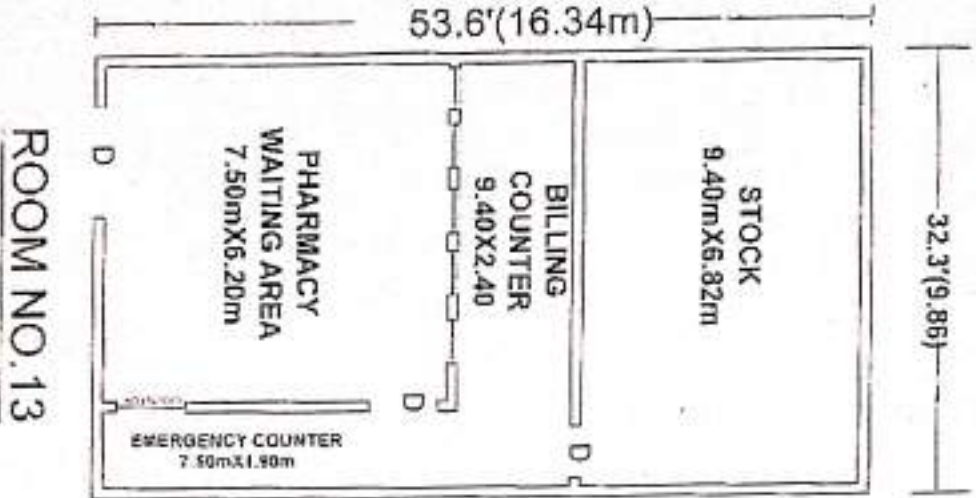 53.6'(16.34m)
32.3'(9.86)
ROOM NO.13
D
PHARMACY
WAITING AREA
7.50mX6.20m
BILLING
COUNTER
9.40X2.40
STOCK
9.40mX6.82m
D
D
EMERGENCY COUNTER
7.50mX1.90m